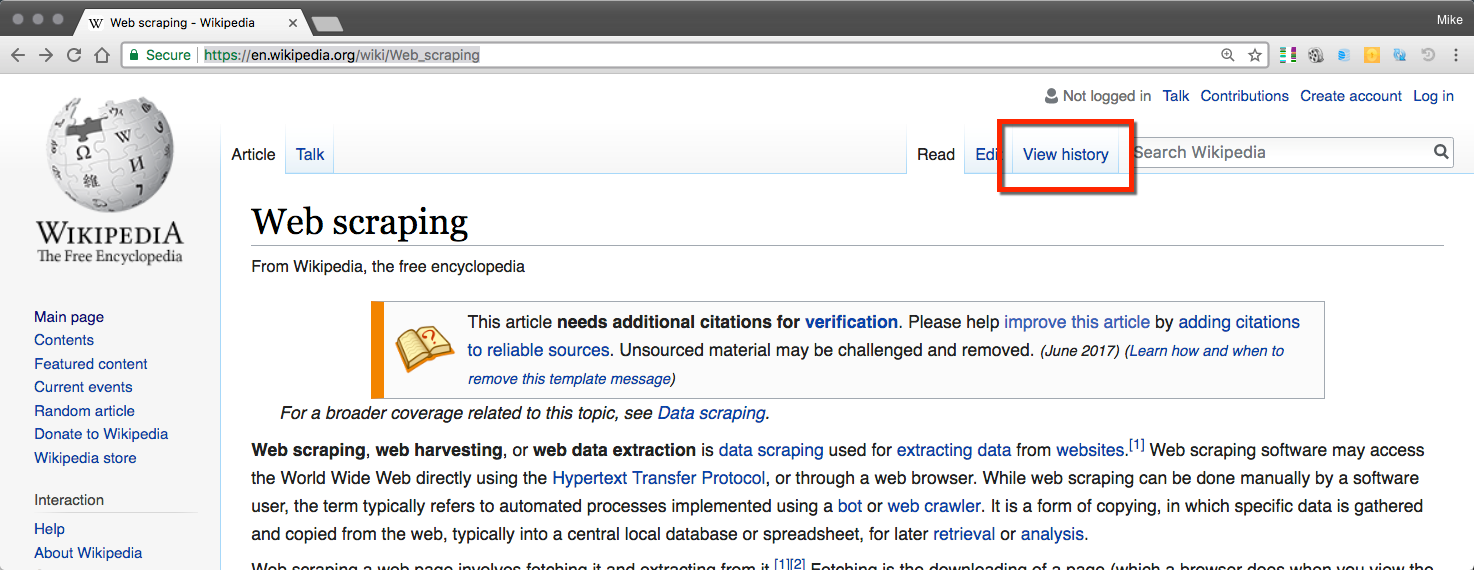 Web scraping - Wikipedia
Mike
Secure
https://en.wikipedia.org/wiki/Web_scraping
Not logged in Talk Contributions Create account Log in
Article Talk
Read Edi View history
Search Wikipedia
Ω W И 維 7
WIKIPEDIA
The Free Encyclopedia
Web scraping
From Wikipedia, the free encyclopedia
This article needs additional citations for verification. Please help improve this article by adding citations
to reliable sources. Unsourced material may be challenged and removed. (June 2017) (Learn how and when to
remove this template message)
For a broader coverage related to this topic, see Data scraping.
Web scraping, web harvesting, or web data extraction is data scraping used for extracting data from websites.[1] Web scraping software may access
the World Wide Web directly using the Hypertext Transfer Protocol, or through a web browser. While web scraping can be done manually by a software
user, the term typically refers to automated processes implemented using a bot or web crawler. It is a form of copying, in which specific data is gathered
and copied from the web, typically into a central local database or spreadsheet, for later retrieval or analysis.
Web scraping a web page involves fetching it and extracting from it.[1][2] Fetching is the downloading of a page (which a browser does when you view the
Main page
Contents
Featured content
Current events
Random article
Donate to Wikipedia
Wikipedia store
Interaction
Help
About Wikipedia